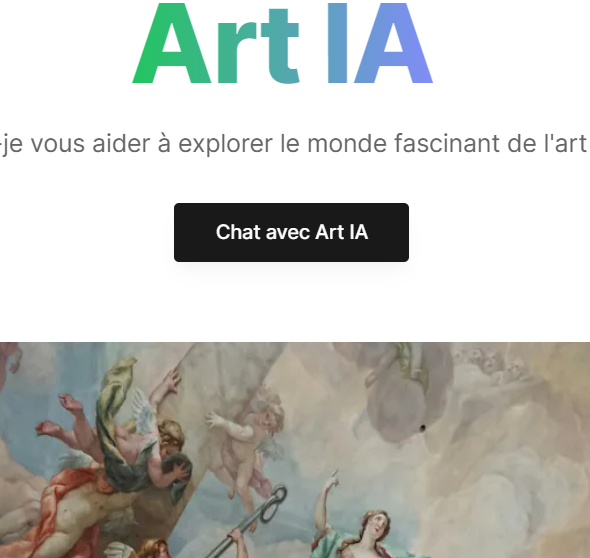 Art IA
-je vous aider à explorer le monde fascinant de l'art
Chat avec Art IA